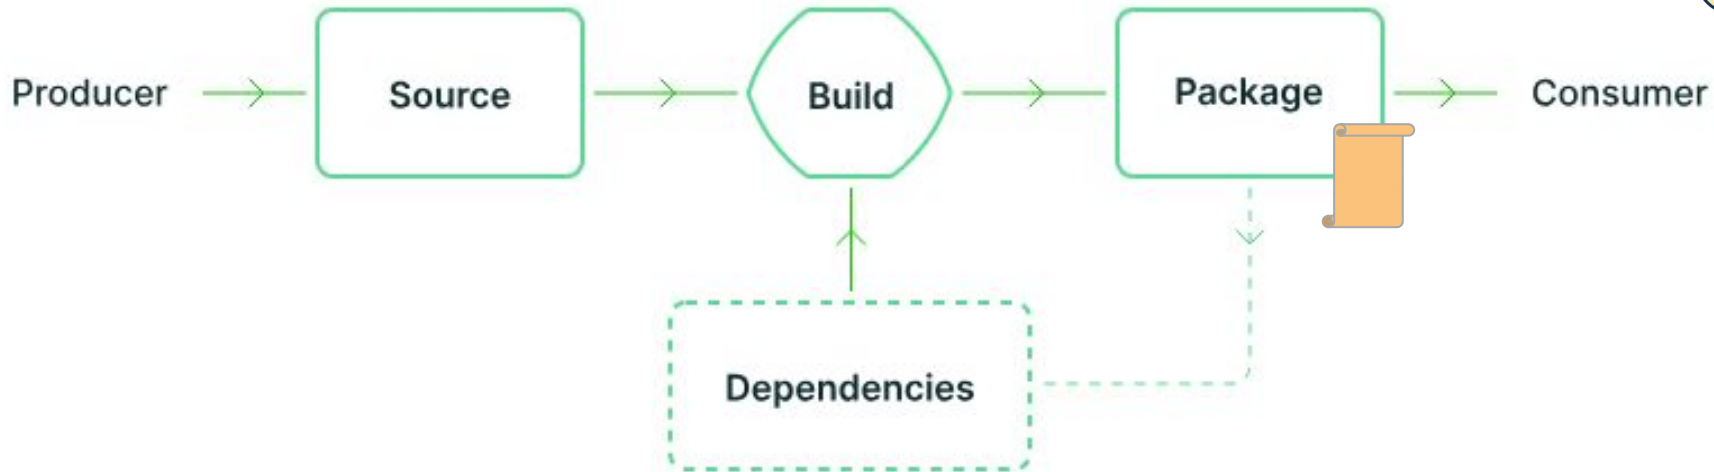 Producer
Source
Build
Package
Consumer
Dependencies